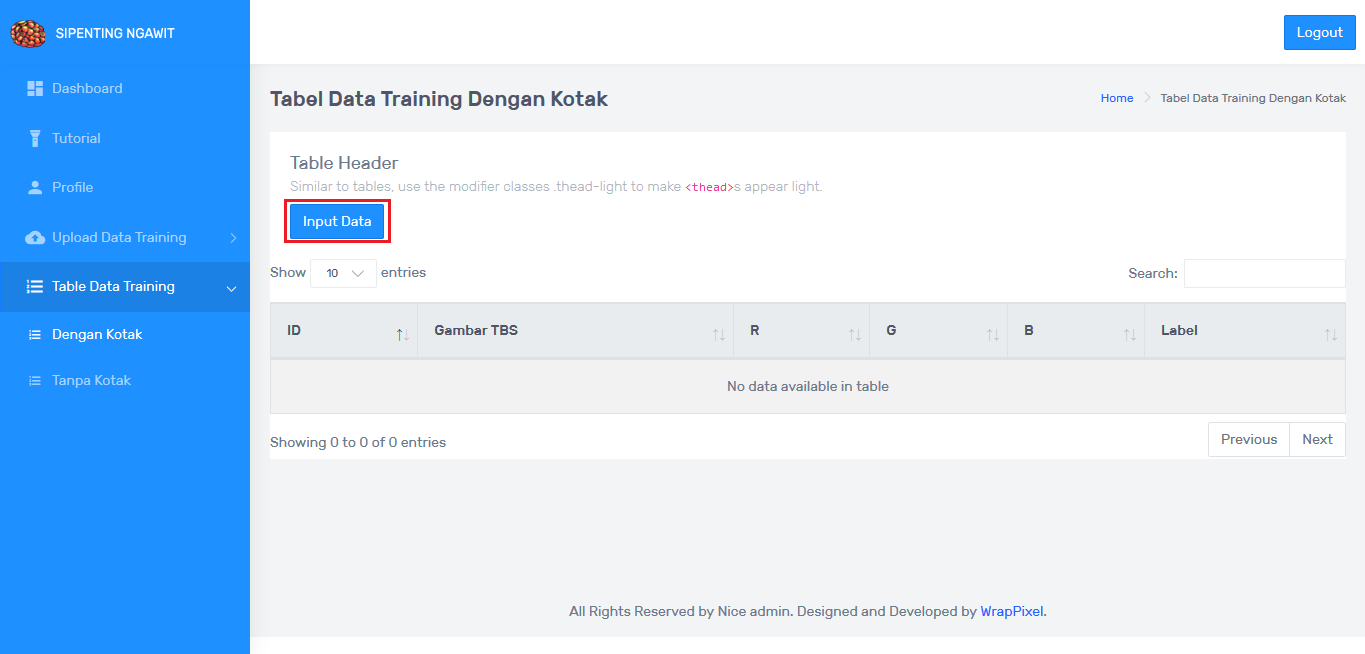 SIPENTING NGAWIT
Logout
Dashboard
Tutorial
Profile
Upload Data Training
Table Data Training
Dengan Kotak
Tanpa Kotak
Tabel Data Training Dengan Kotak
Home
Tabel Data Training Dengan Kotak
Table Header
Similar to tables, use the modifier classes .thead-light to make <thead>s appear light.
Input Data
Show 10 entries
Search:
ID Gambar TBS R G B Label
No data available in table
Showing 0 to 0 of 0 entries
Previous Next
All Rights Reserved by Nice admin. Designed and Developed by WrapPixel.